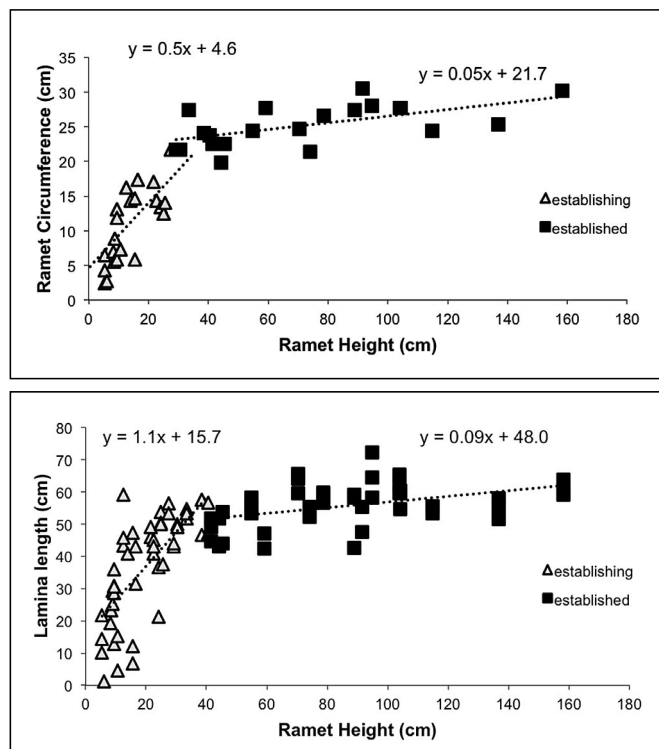 y = 0.5x + 4.6
y = 0.05x + 21.7
35
30
25
20
15
10
5
0
Ramet Circumference (cm)
establishing
established
0 20 40 60 80 100 120 140 160 180
Ramet Height (cm)
y = 1.1x + 15.7
y = 0.09x + 48.0
80
70
60
50
40
30
20
10
0
Lamina length (cm)
establishing
established
0 20 40 60 80 100 120 140 160 180
Ramet Height (cm)